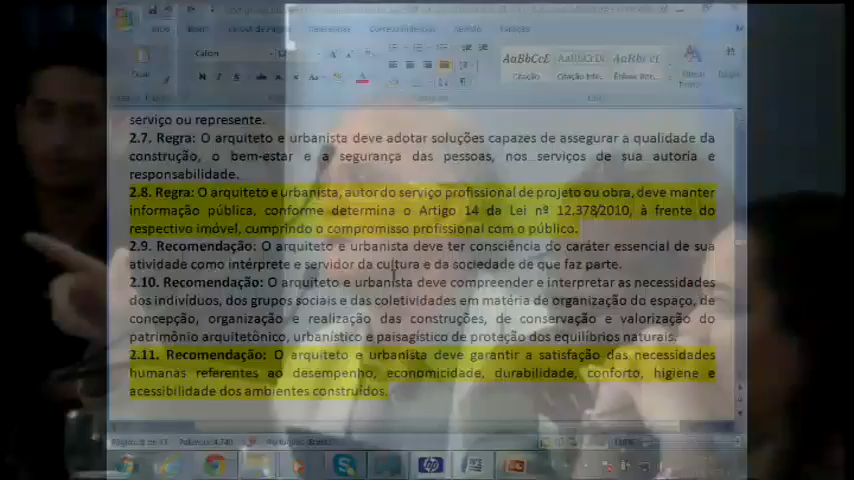 AaBbCcE AaBbCcE AaBbCcE
serviço ou represente.
2.7. Regra: O arquiteto e urbanista deve adotar soluções capazes de assegurar a qualidade da
construção, o bem-estar e a segurança das pessoas, nos serviços de sua autoria e
responsabilidade.
2.8. Regra: O arquiteto e urbanista, autor do serviço profissional de projeto ou obra, deve manter
informação pública, conforme determina o Artigo 14 da Lei nº 12.378/2010, à frente do
respectivo imóvel, cumprindo o compromisso profissional com o público.
2.9. Recomendação: O arquiteto e urbanista deve ter consciência do caráter essencial de sua
atividade como intérprete e servidor da cultura e da sociedade de que faz parte.
2.10. Recomendação: O arquiteto e urbanista deve compreender e interpretar as necessidades
dos indivíduos, dos grupos sociais e das coletividades em matéria de organização do espaço, de
concepção, organização e realização das construções, de conservação e valorização do
patrimônio arquitetônico, urbanístico e paisagístico de proteção dos equilíbrios naturais.
2.11. Recomendação: O arquiteto e urbanista deve garantir a satisfação das necessidades
humanas referentes ao desempenho, economicidade, durabilidade, conforto, higiene e
acessibilidade dos ambientes construídos.